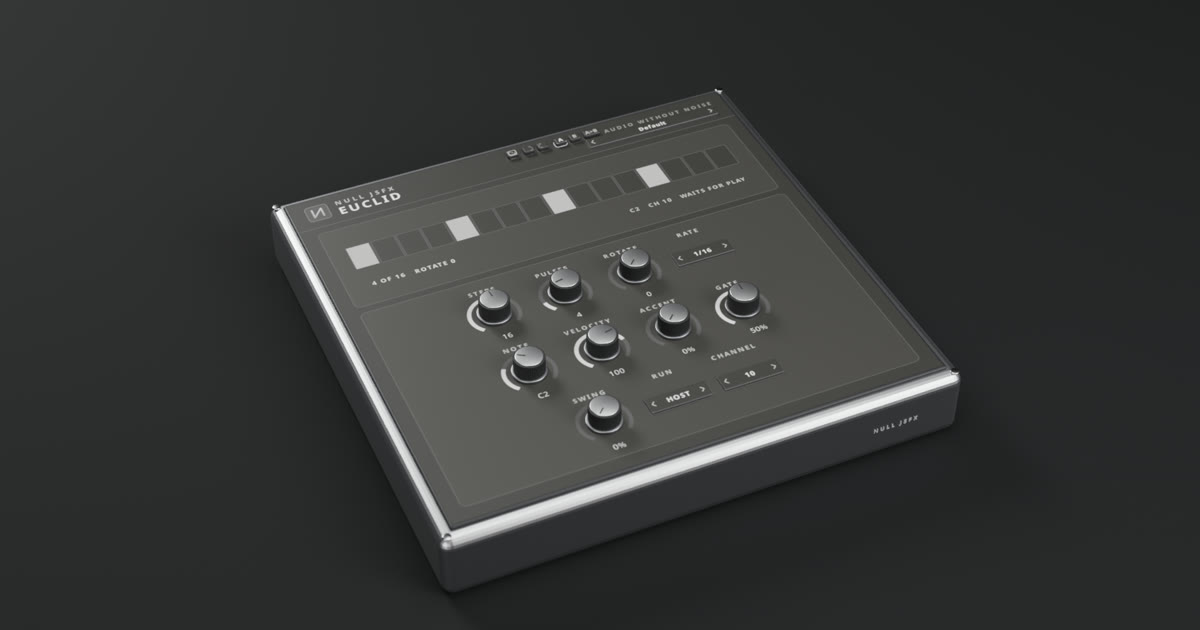 AUDIO WITHOUT NOISE
A B A>B
< Default >
NULL JSFX
EUCLID
4 OF 16 ROTATE 0
C2 CH 10 WAITS FOR PLAY
STEPS
16
PULSES
4
ROTATE
0
RATE
< 1/16 >
NOTE
C2
VELOCITY
100
ACCENT
0%
GATE
50%
SWING
0%
RUN
< HOST >
CHANNEL
< 10 >
NULL JSFX